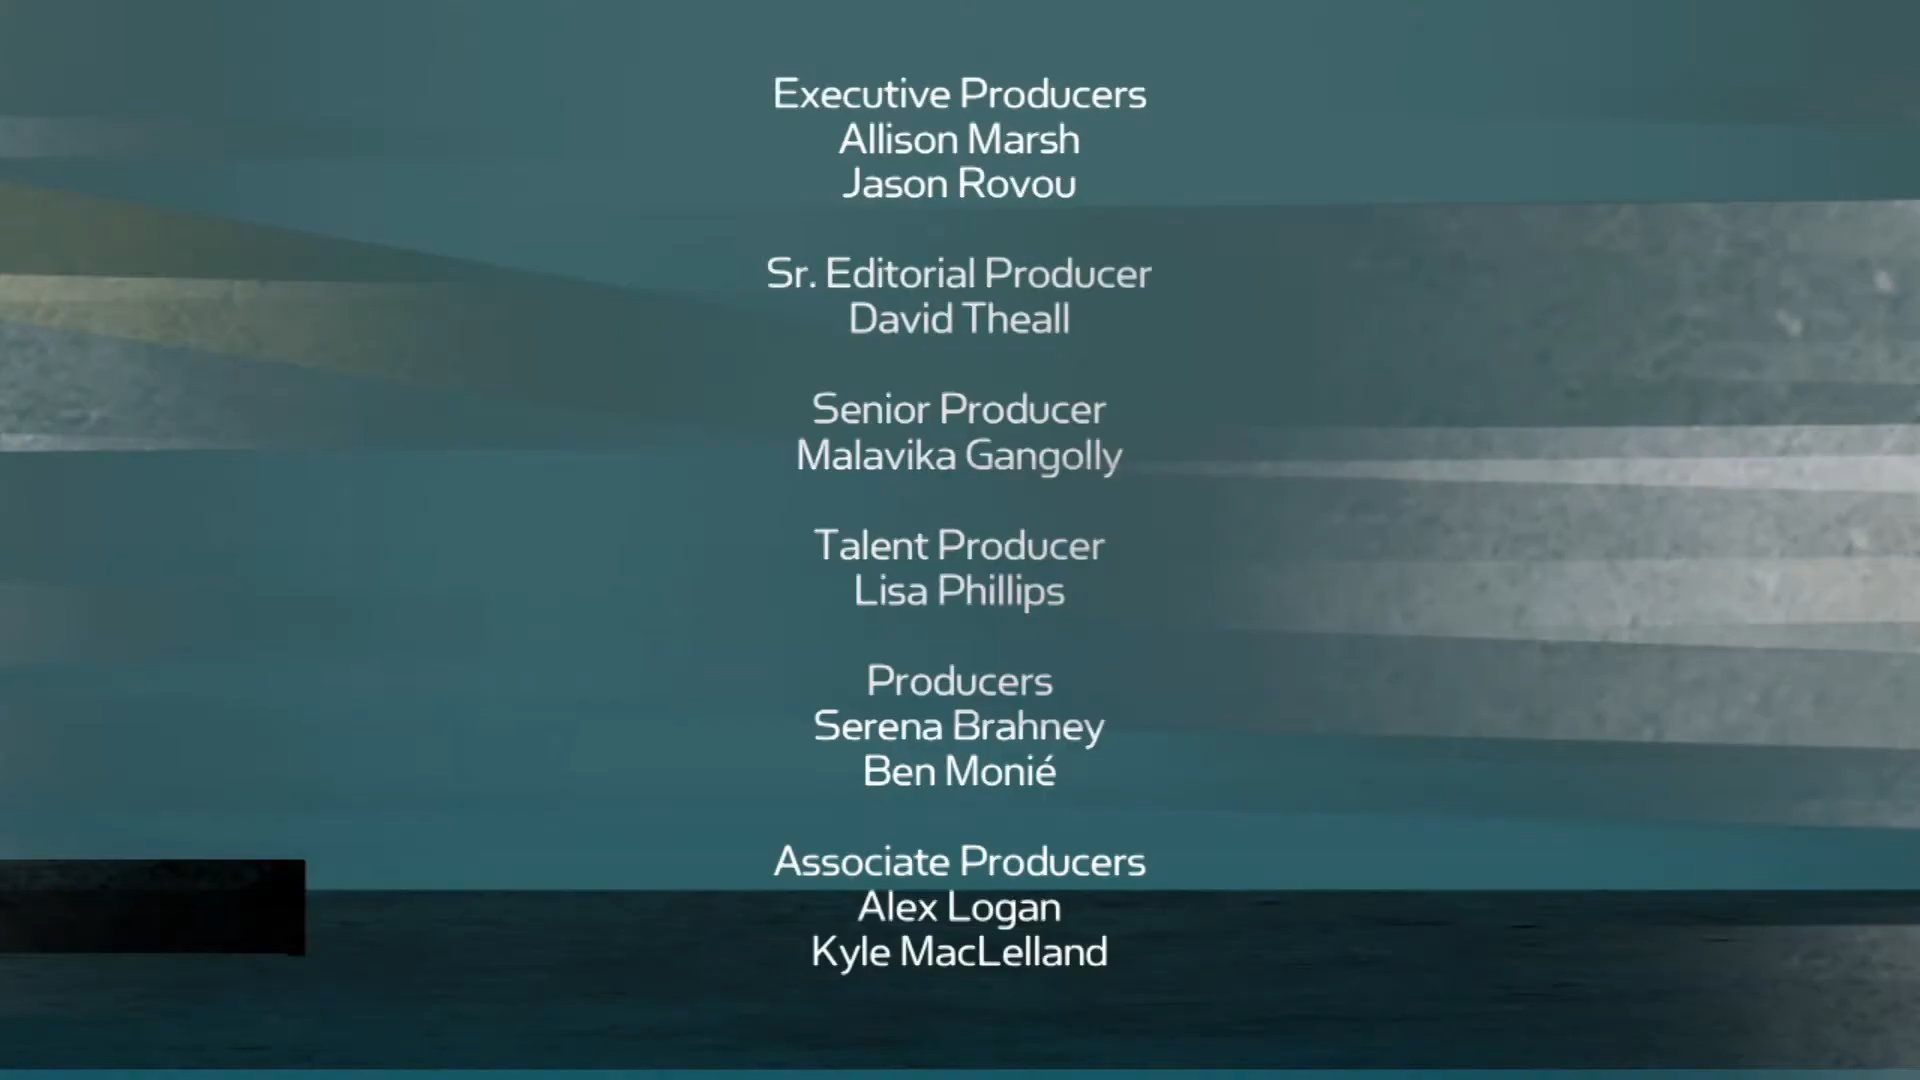 Executive Producers
Allison Marsh
Jason Rovou
Sr. Editorial Producer
David Theall
Senior Producer
Malavika Gangolly
Talent Producer
Lisa Phillips
Producers
Serena Brahney
Ben Monié
Associate Producers
Alex Logan
Kyle MacLelland